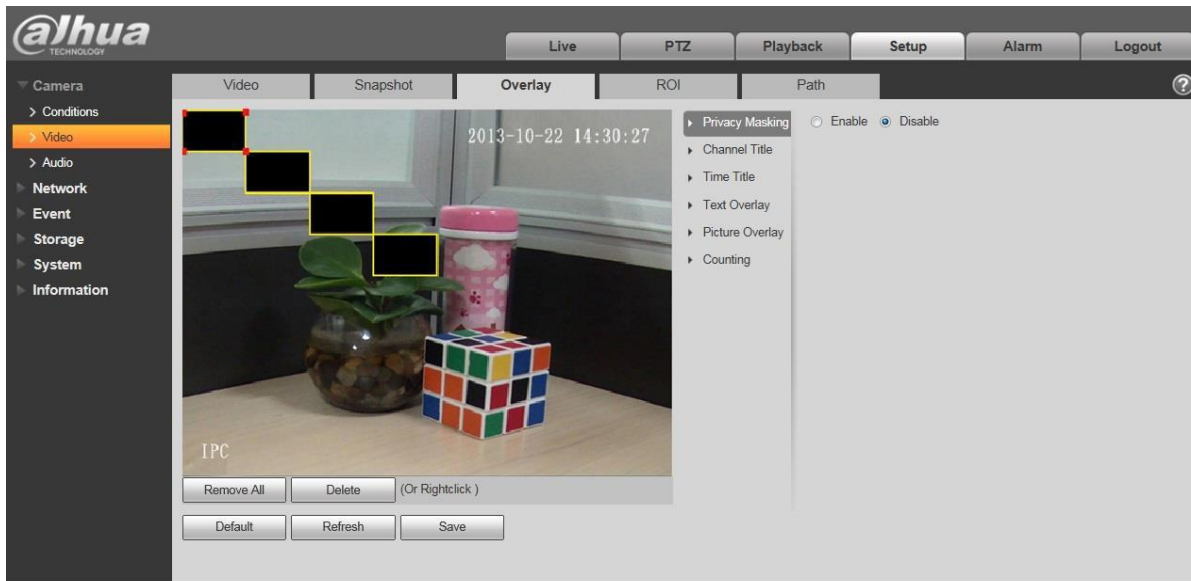 alhua
TECHNOLOGY
Live PTZ Playback Setup Alarm Logout
Camera
Conditions
Video
Audio
Network
Event
Storage
System
Information
Video Snapshot Overlay ROI Path
?
2013-10-22 14:30:27
IPC
Privacy Masking
Channel Title
Time Title
Text Overlay
Picture Overlay
Counting
Enable Disable
Remove All Delete (Or Rightclick )
Default Refresh Save